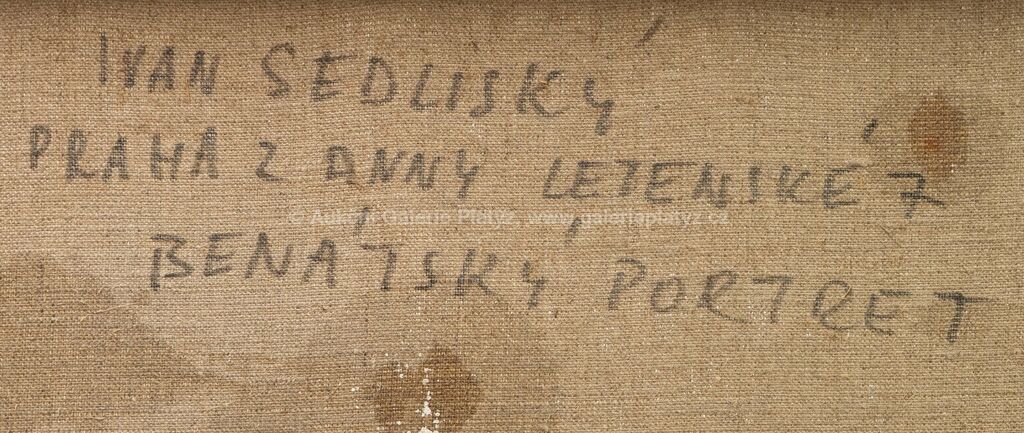 IVAN SEDLISKÝ
PRAHA 2 ANNY LETENSKÉ 7
© Aukční Galerie Platýz, www.galerieplatyz.cz
BENÁTSKÝ PORTRET